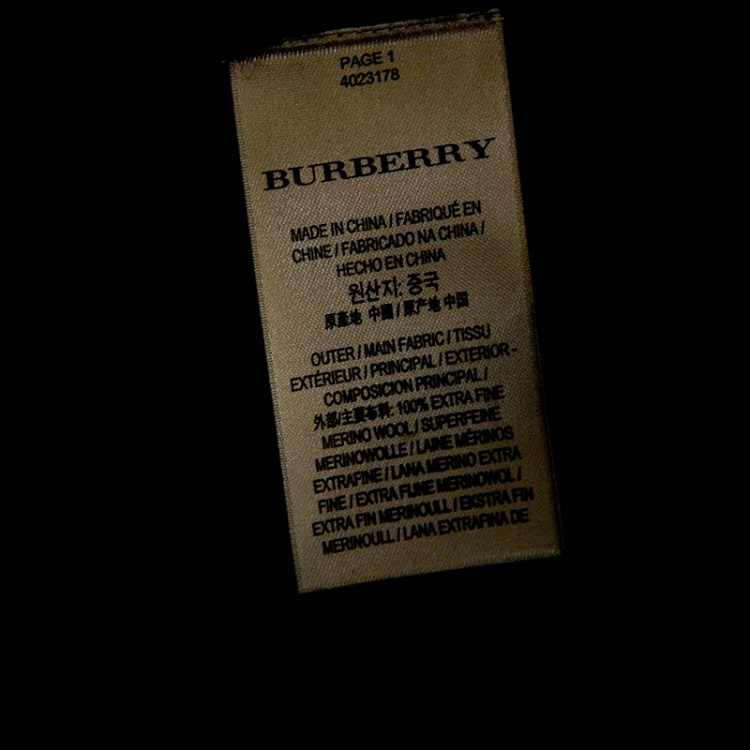 PAGE 1
4023178
BURBERRY
MADE IN CHINA / FABRIQUÉ EN
CHINE / FABRICADO NA CHINA /
HECHO EN CHINA
원산지: 중국
原產地 中國 / 原产地 中国
OUTER / MAIN FABRIC / TISSU
EXTÉRIEUR / PRINCIPAL / EXTERIOR -
COMPOSICION PRINCIPAL /
外部/主要布料: 100% EXTRA FINE
MERINO WOOL / SUPERFEINE
MERINOWOLLE / LAINE MÉRINOS
EXTRAFINE / LANA MERINO EXTRA
FINE / EXTRA FIJNE MERINOWOL /
EXTRA FIN MERINOULL / EKSTRA FIN
MERINOULL / LANA EXTRAFINA DE